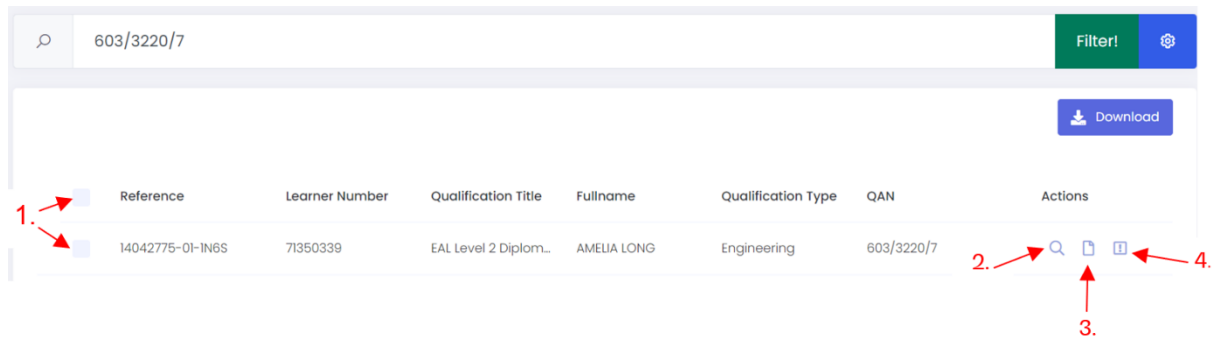 603/3220/7 Filter!
Download
Reference Learner Number Qualification Title Fullname Qualification Type QAN Actions
1.
14042775-01-1N6S 71350339 EAL Level 2 Diplom... AMELIA LONG Engineering 603/3220/7
2. 4.
3.